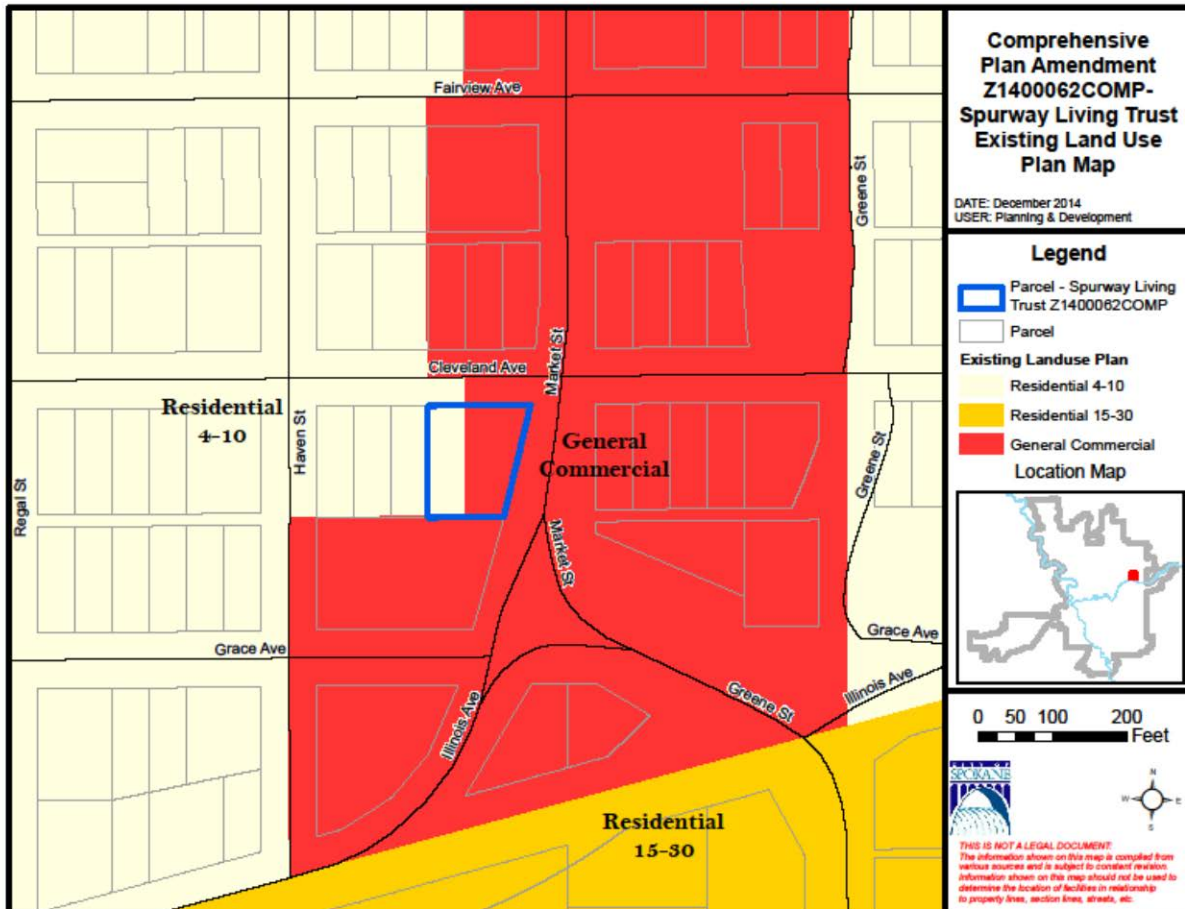 Fairview Ave
Greene St
Market St
Cleveland Ave
Residential
4-10
Haven St
Regal St
General
Commercial
Greene St
Market St
Grace Ave
Grace Ave
Illinois Ave
Greene St
Illinois Ave
Residential
15-30
Comprehensive
Plan Amendment
Z1400062COMP-
Spurway Living Trust
Existing Land Use
Plan Map
DATE: December 2014
USER: Planning & Development
Legend
Parcel - Spurway Living
Trust Z1400062COMP
Parcel
Existing Landuse Plan
Residential 4-10
Residential 15-30
General Commercial
Location Map
0 50 100 200
Feet
CITY OF
SPOKANE
N
W E
S
THIS IS NOT A LEGAL DOCUMENT:
The information shown on this map is compiled from
various sources and is subject to constant revision.
Information shown on this map should not be used to
determine the location of facilities in relationship
to property lines, section lines, streets, etc.